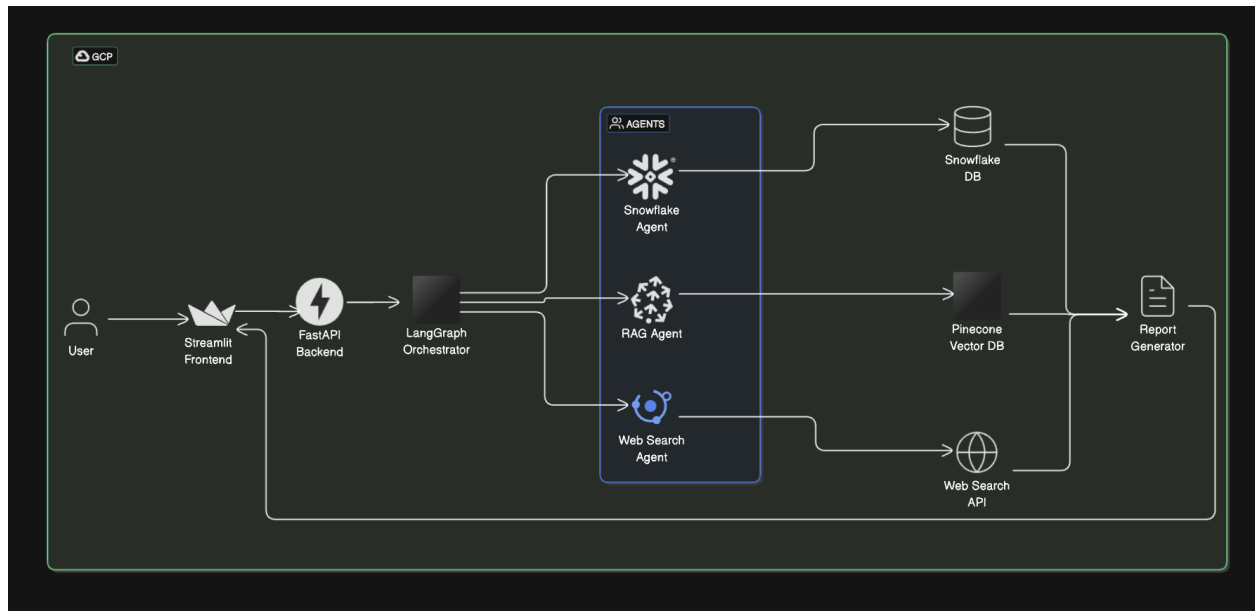 GCP
AGENTS
Snowflake
Agent
Snowflake
DB
User
Streamlit
Frontend
FastAPI
Backend
LangGraph
Orchestrator
RAG Agent
Pinecone
Vector DB
Report
Generator
Web Search
Agent
Web Search
API